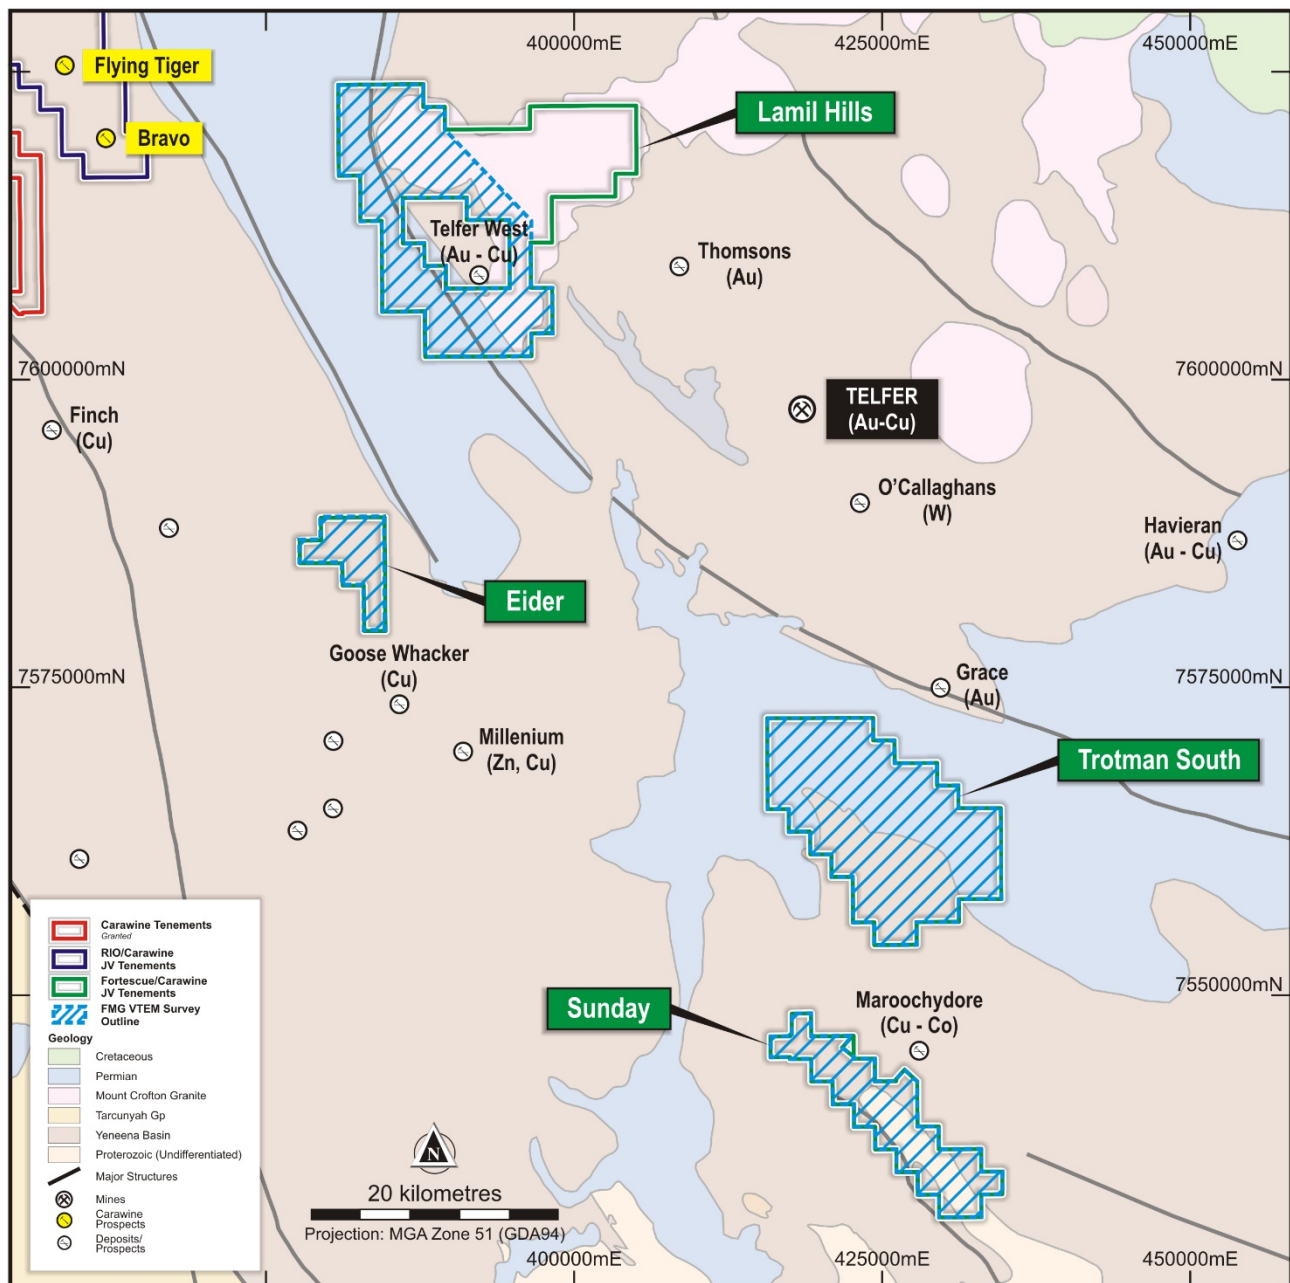 400000mE
425000mE
450000mE
Flying Tiger
Bravo
Lamil Hills
Telfer West
(Au - Cu)
Thomsons
(Au)
7600000mN
7600000mN
TELFER
(Au-Cu)
Finch
(Cu)
O'Callaghans
(W)
Havieran
(Au - Cu)
Eider
Goose Whacker
(Cu)
7575000mN
7575000mN
Grace
(Au)
Millenium
(Zn, Cu)
Trotman South
7550000mN
Sunday
Maroochydore
(Cu - Co)
Carawine Tenements
Granted
RIO/Carawine
JV Tenements
Fortescue/Carawine
JV Tenements
FMG VTEM Survey
Outline
Geology
Cretaceous
Permian
Mount Crofton Granite
Tarcunyah Gp
Yeneena Basin
Proterozoic (Undifferentiated)
Major Structures
Mines
Carawine
Prospects
Deposits/
Prospects
N
20 kilometres
Projection: MGA Zone 51 (GDA94)
400000mE
425000mE
450000mE